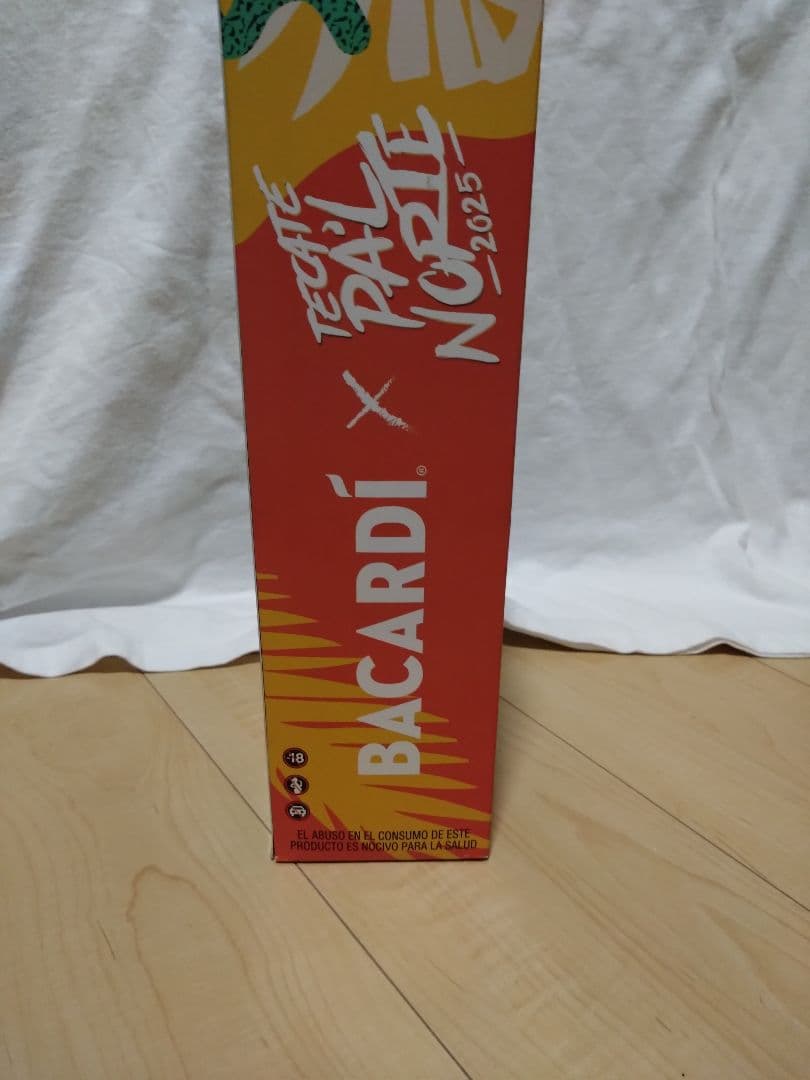 TECATE
PA'L
NORTE
—2025—
X
BACARDÍ®
-18
EL ABUSO EN EL CONSUMO DE ESTE
PRODUCTO ES NOCIVO PARA LA SALUD